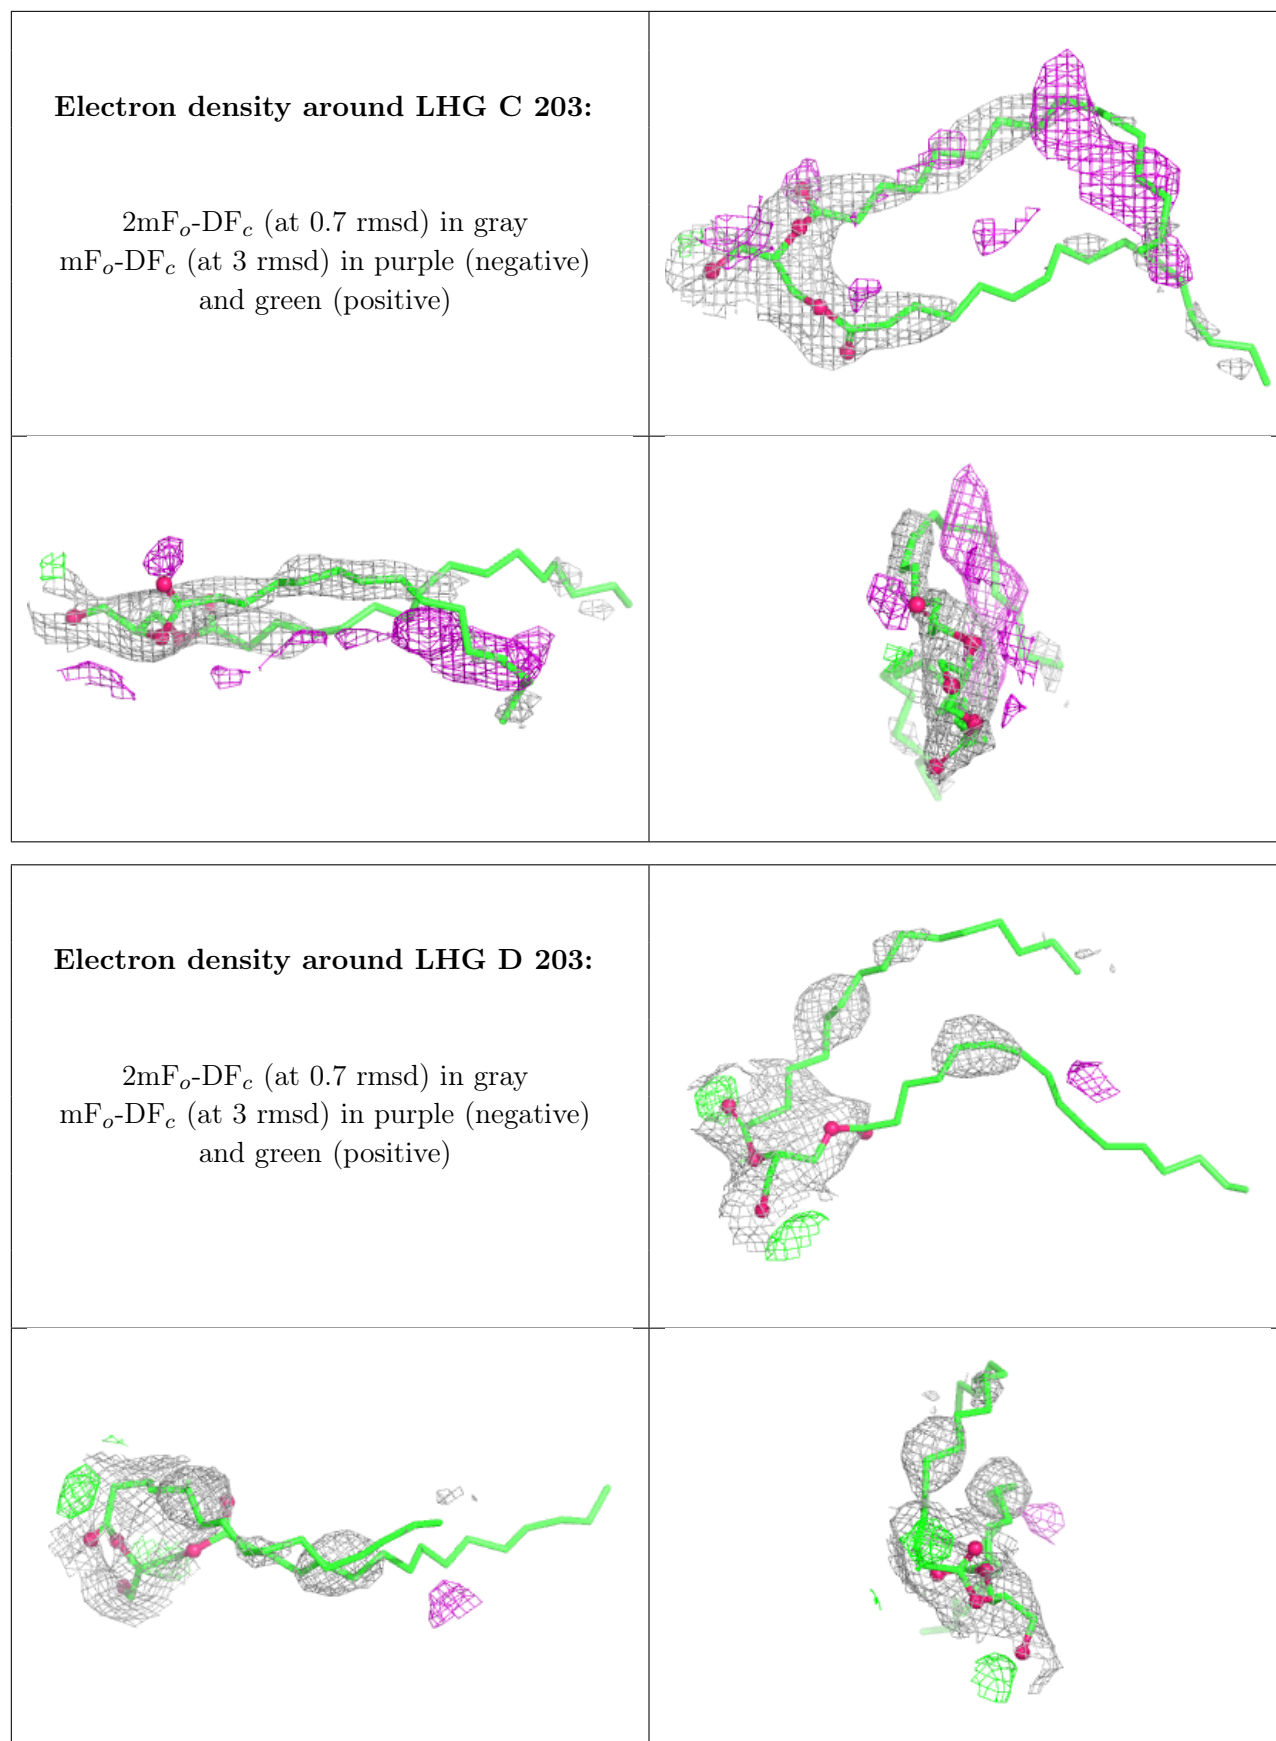 Electron density around LHG C 203:
2mFₒ-DF𝒸 (at 0.7 rmsd) in gray
mFₒ-DF𝒸 (at 3 rmsd) in purple (negative)
and green (positive)
Electron density around LHG D 203:
2mFₒ-DF𝒸 (at 0.7 rmsd) in gray
mFₒ-DF𝒸 (at 3 rmsd) in purple (negative)
and green (positive)